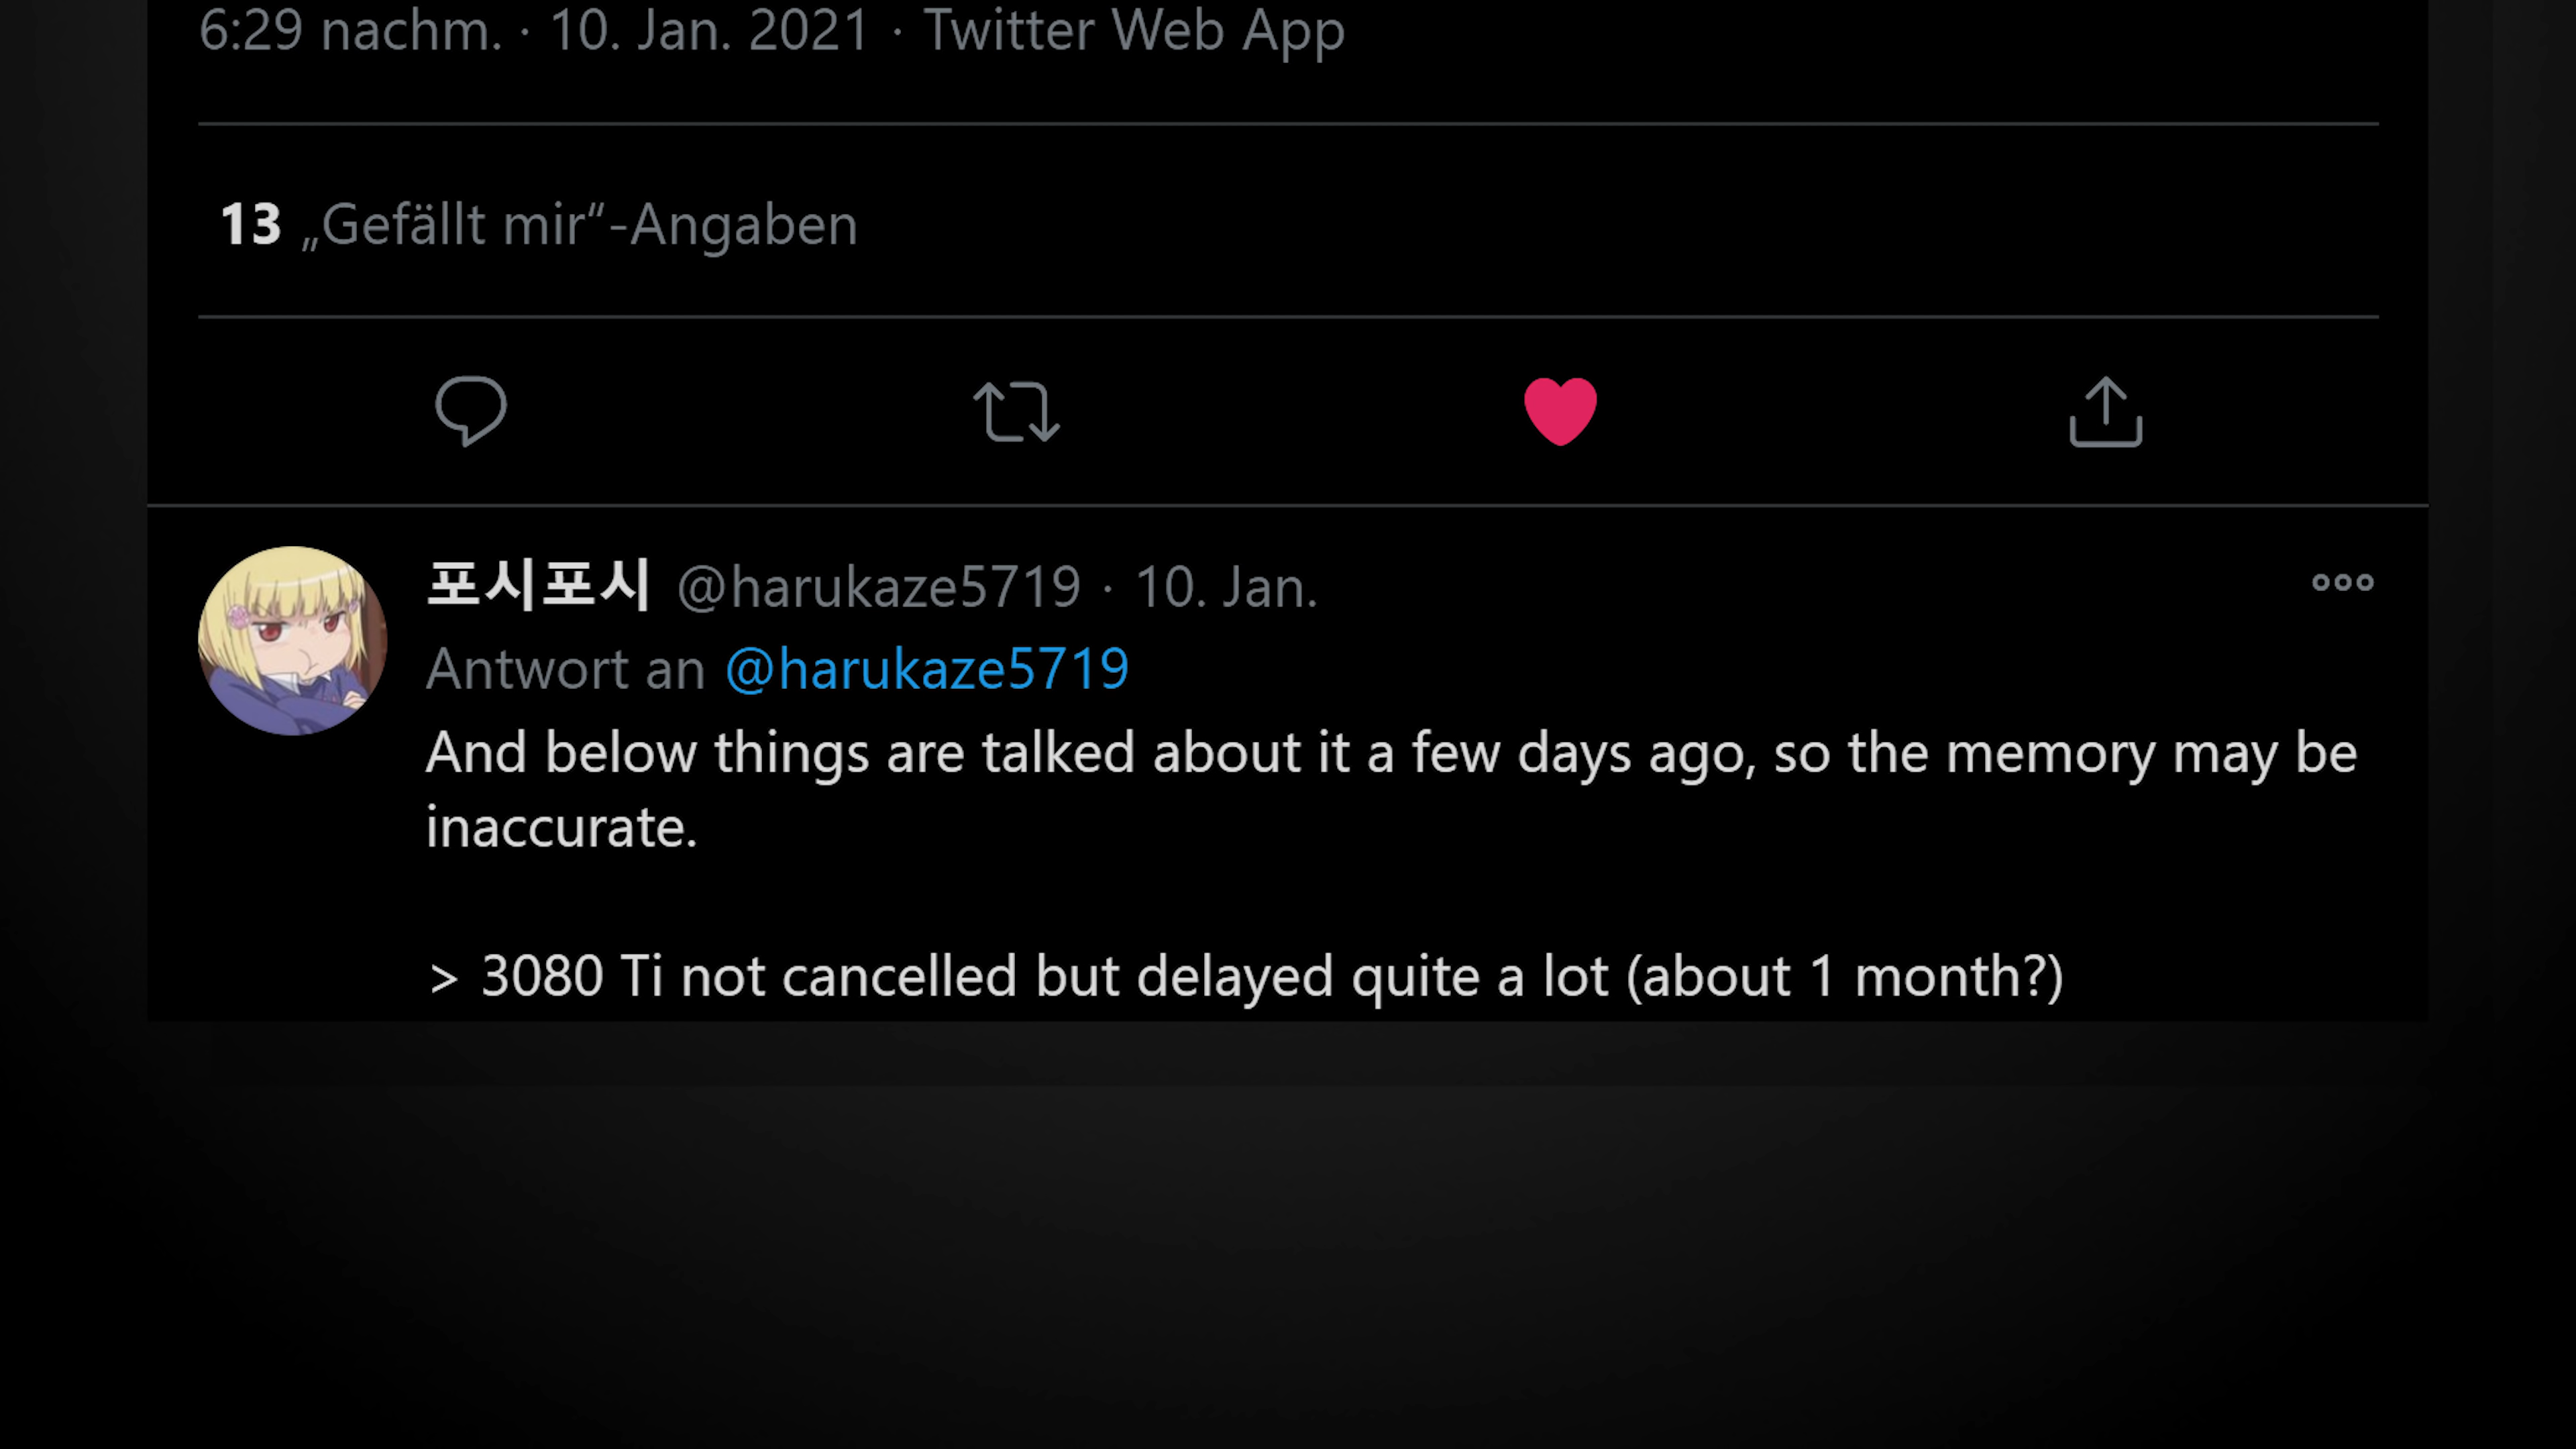 6:29 nachm. · 10. Jan. 2021 · Twitter Web App
13 „Gefällt mir“-Angaben
포시포시 @harukaze5719 · 10. Jan.
Antwort an @harukaze5719
And below things are talked about it a few days ago, so the memory may be
inaccurate.
> 3080 Ti not cancelled but delayed quite a lot (about 1 month?)